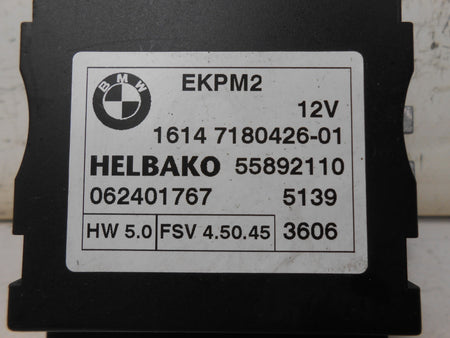 BMW
EKPM2
12V
1614 7180426-01
HELBAKO 55892110
062401767 5139
HW 5.0 FSV 4.50.45 3606